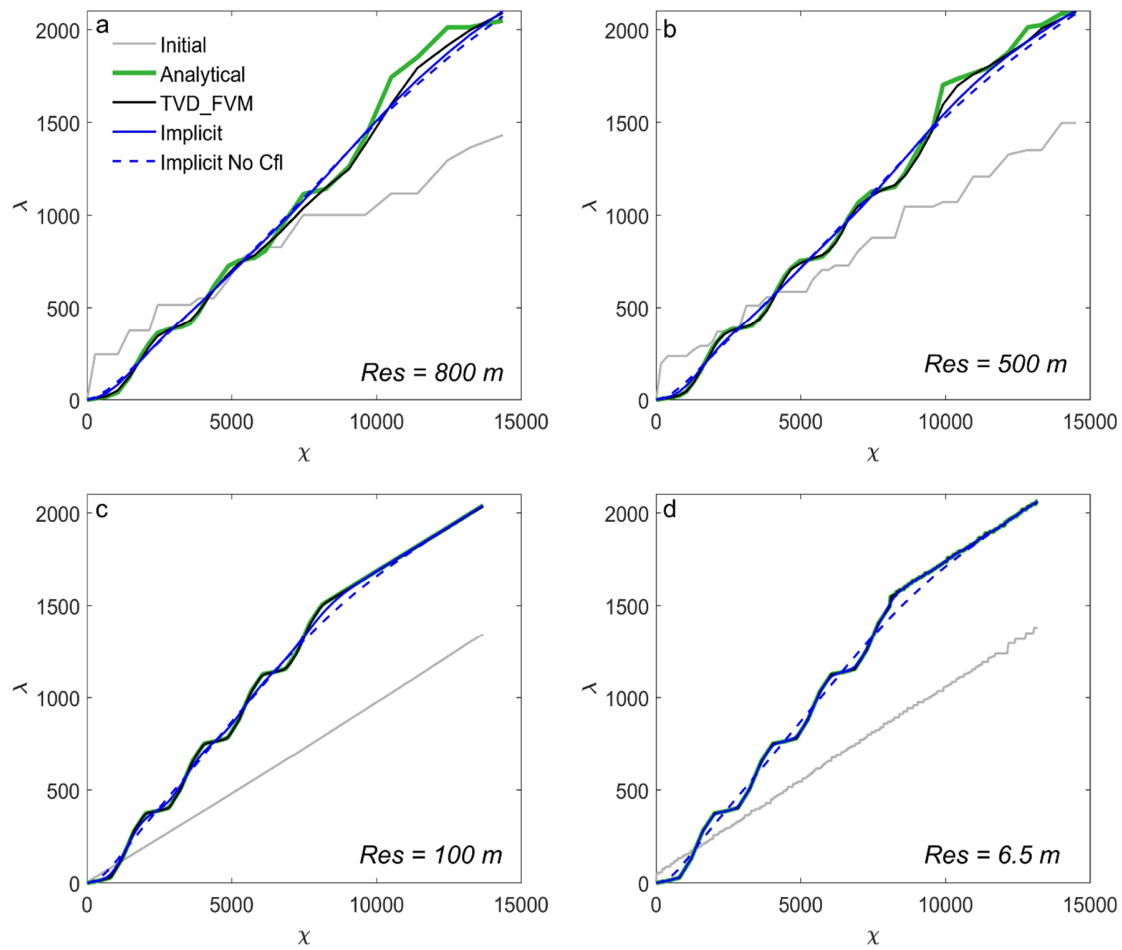 a
2000
1500
1000
500
0
λ
Initial
Analytical
TVD_FVM
Implicit
Implicit No Cfl
Res = 800 m
0 5000 10000 15000
χ
b
2000
1500
1000
500
0
λ
Res = 500 m
0 5000 10000 15000
χ
c
2000
1500
1000
500
0
λ
Res = 100 m
0 5000 10000 15000
χ
d
2000
1500
1000
500
0
λ
Res = 6.5 m
0 5000 10000 15000
χ